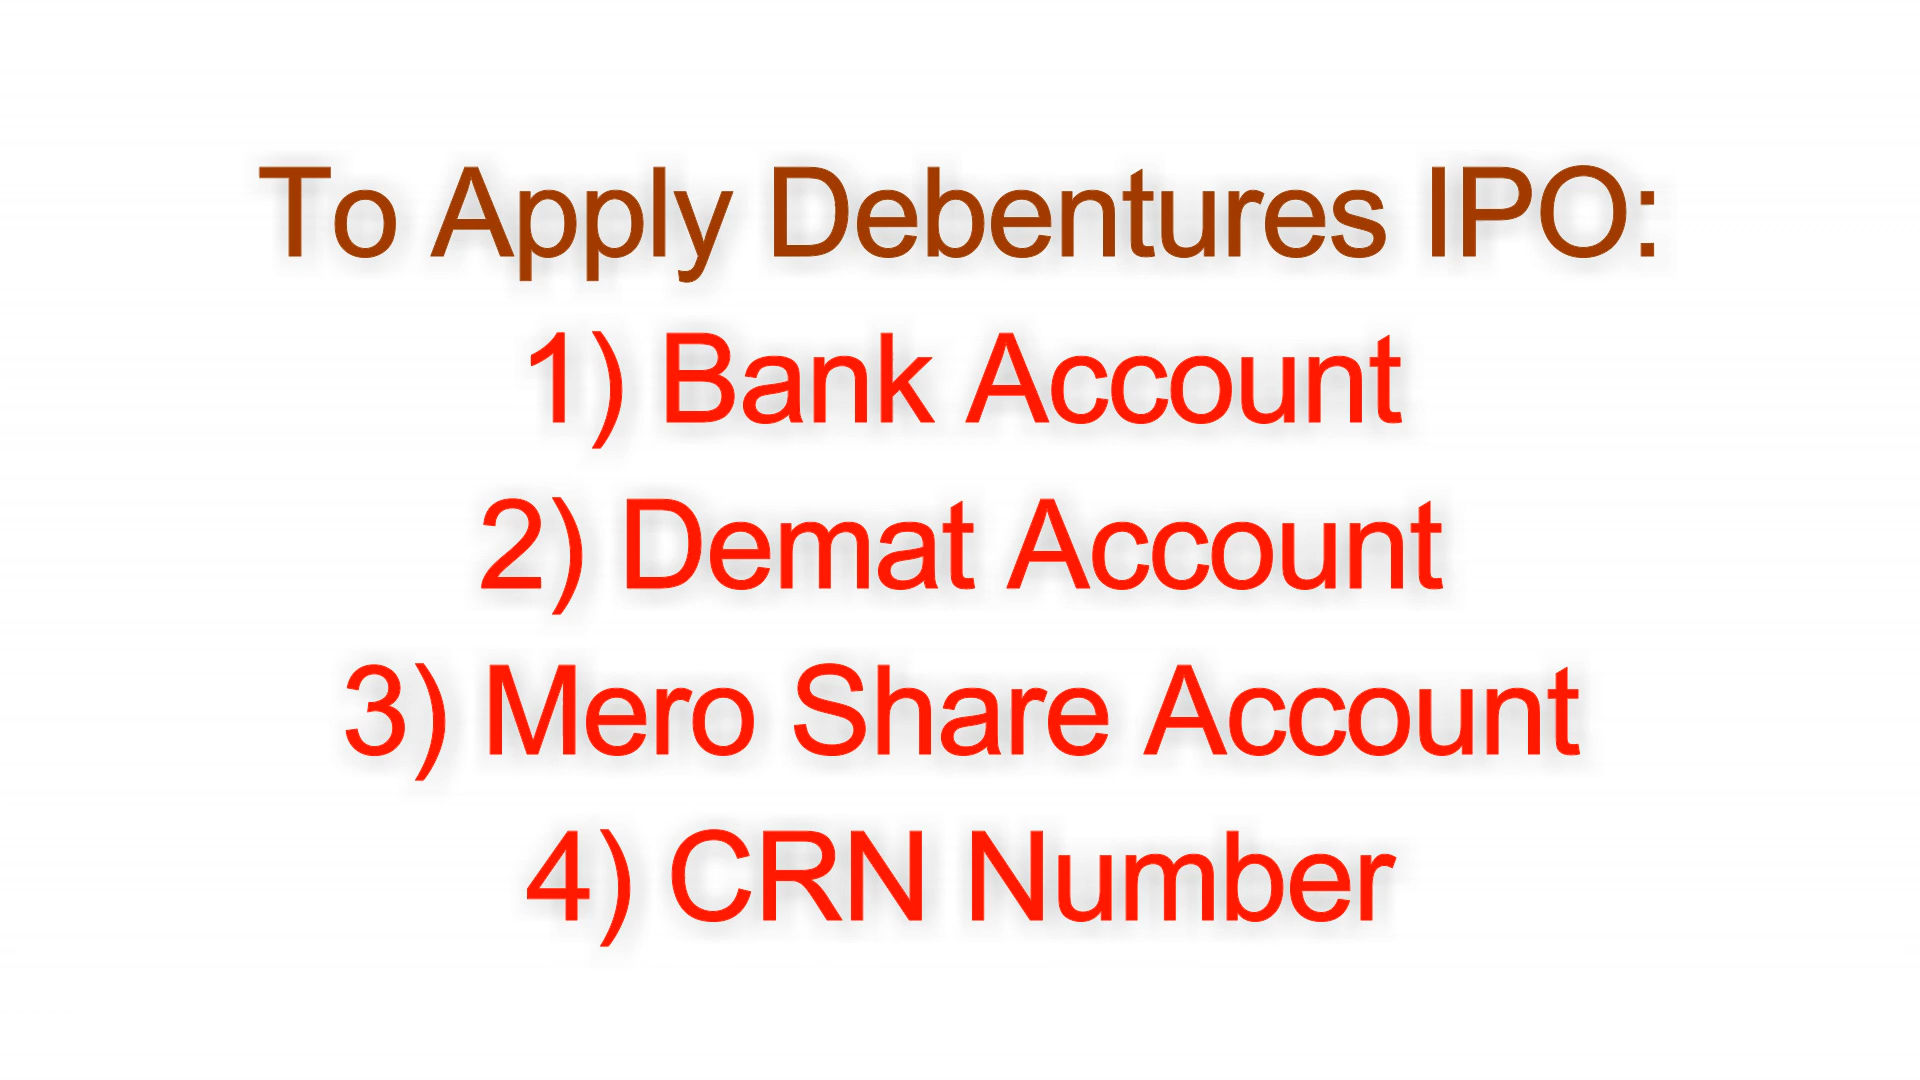 To Apply Debentures IPO:
1) Bank Account
2) Demat Account
3) Mero Share Account
4) CRN Number